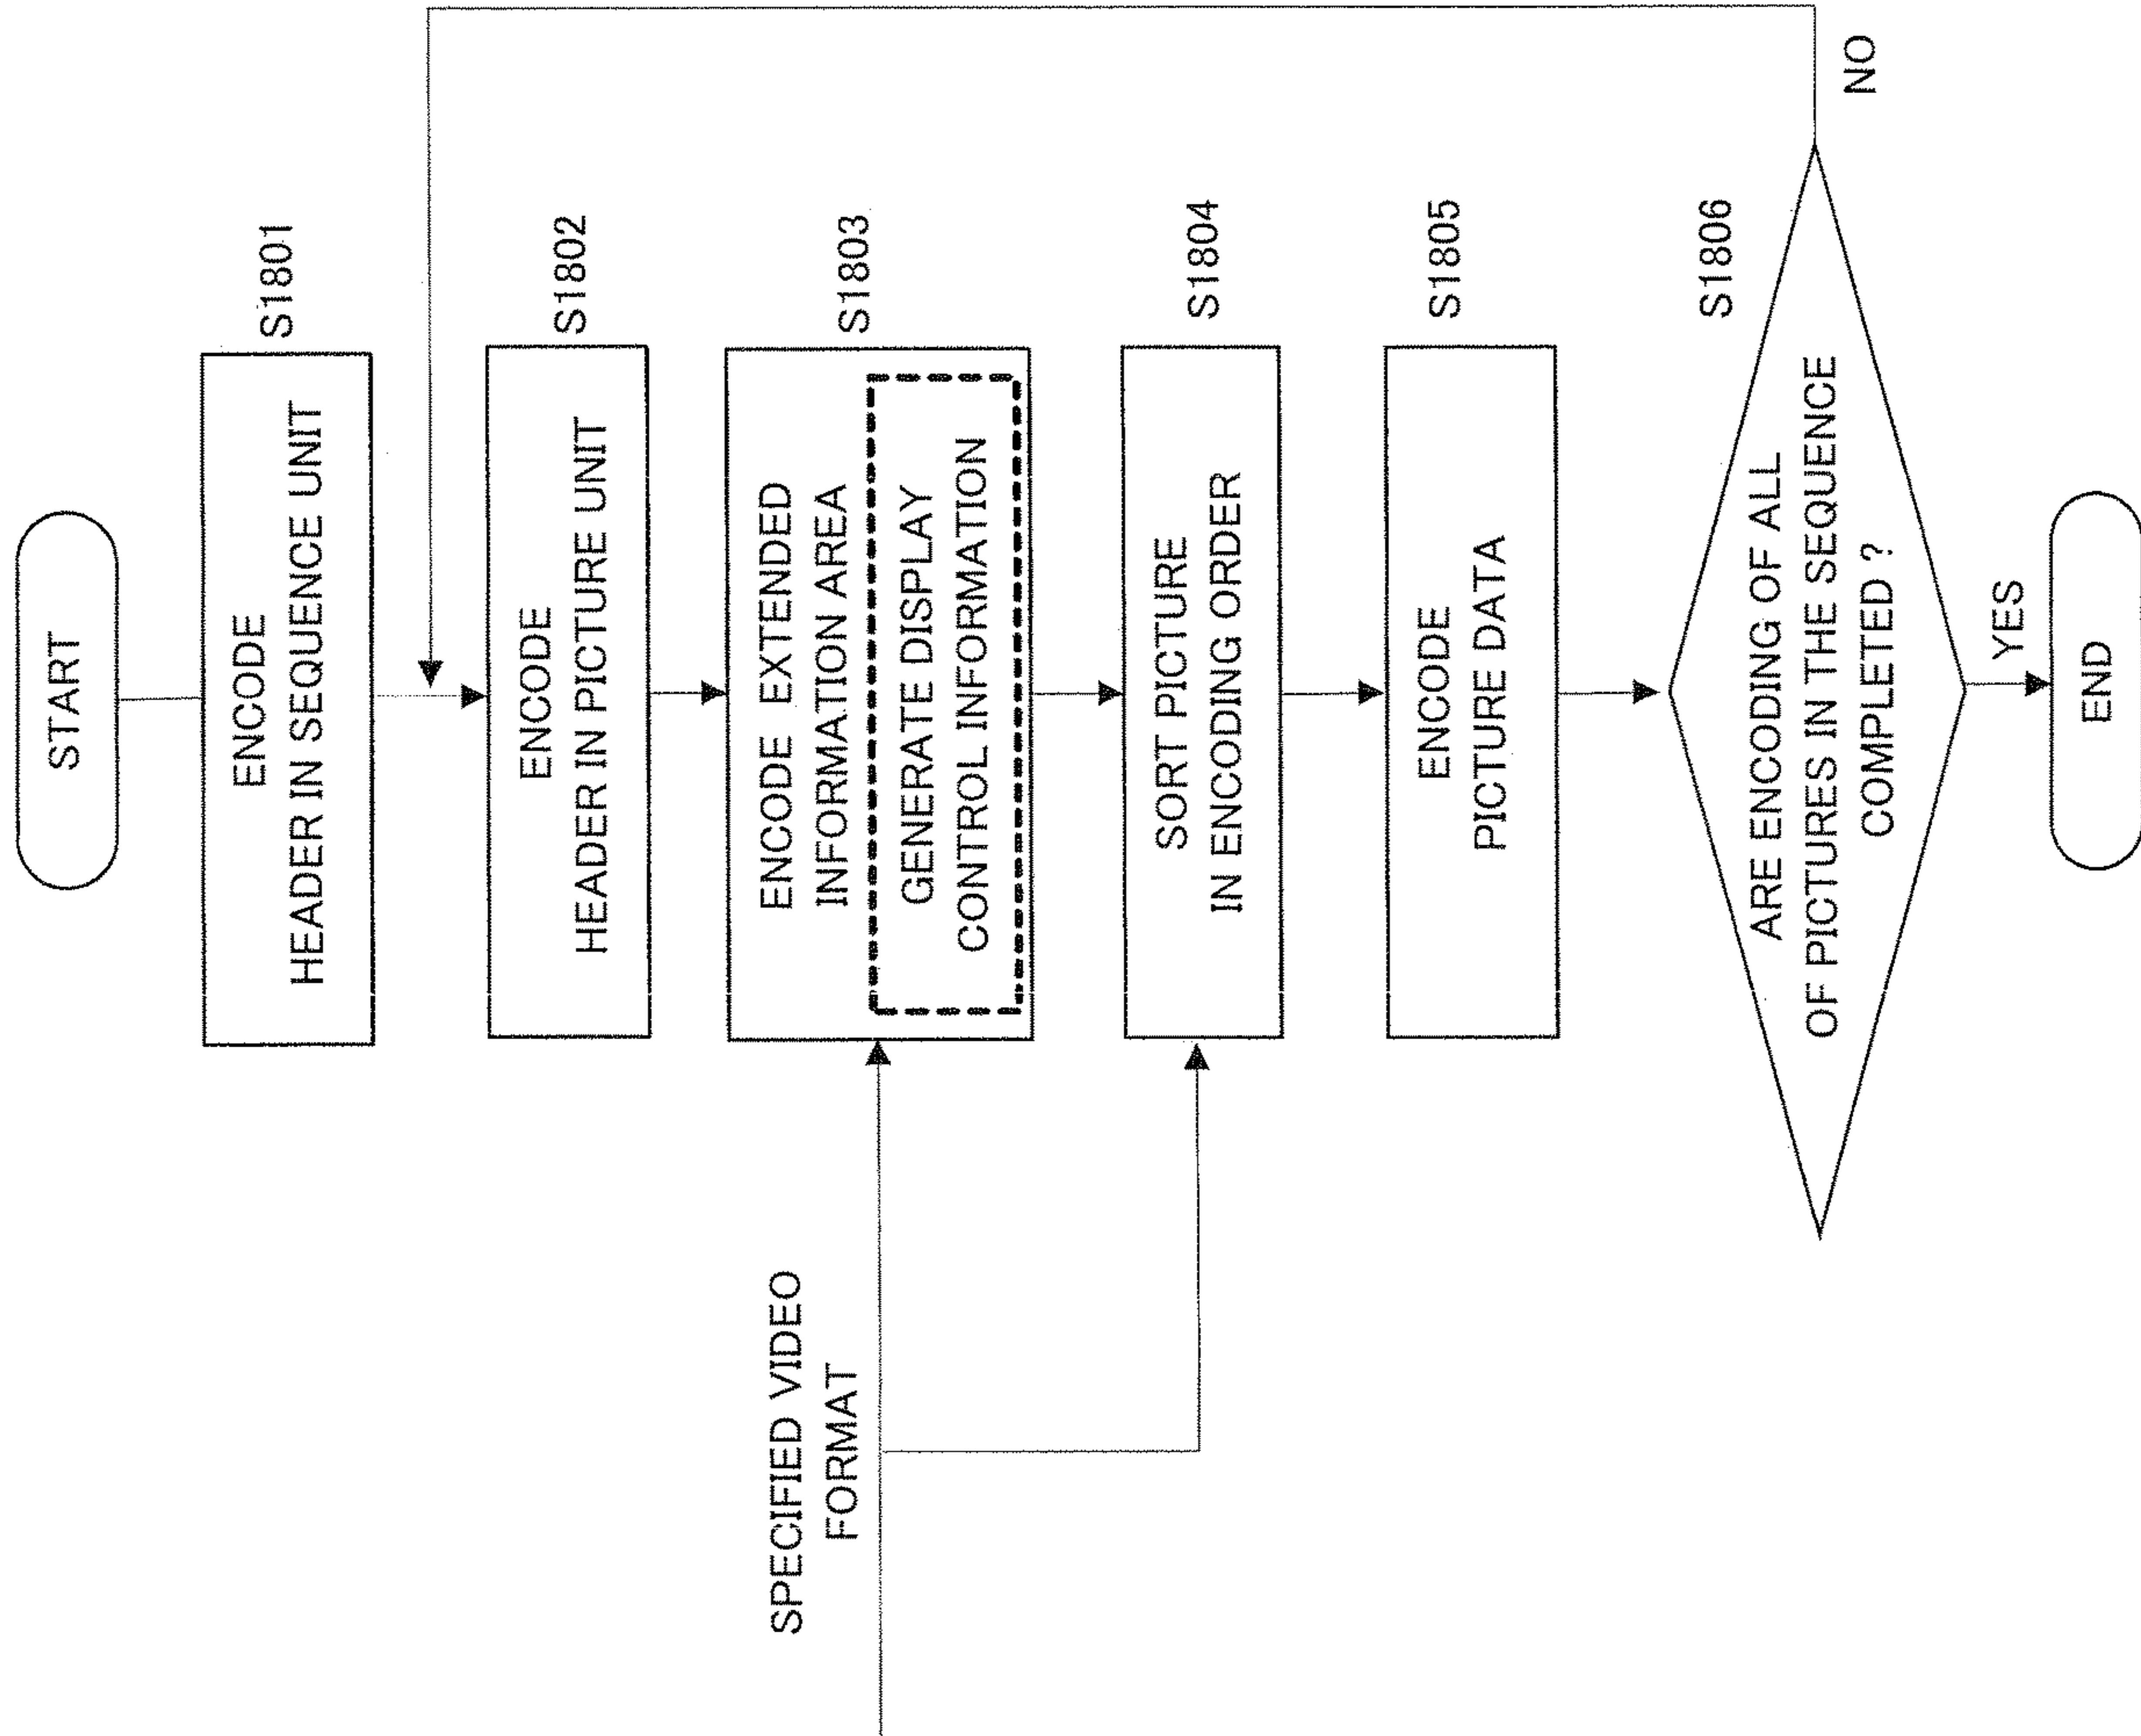 START
ENCODE
HEADER IN SEQUENCE UNIT
S1801
ENCODE
HEADER IN PICTURE UNIT
S1802
ENCODE EXTENDED
INFORMATION AREA
GENERATE DISPLAY
CONTROL INFORMATION
S1803
SPECIFIED VIDEO
FORMAT
SORT PICTURE
IN ENCODING ORDER
S1804
ENCODE
PICTURE DATA
S1805
ARE ENCODING OF ALL
OF PICTURES IN THE SEQUENCE
COMPLETED ?
S1806
NO
YES
END